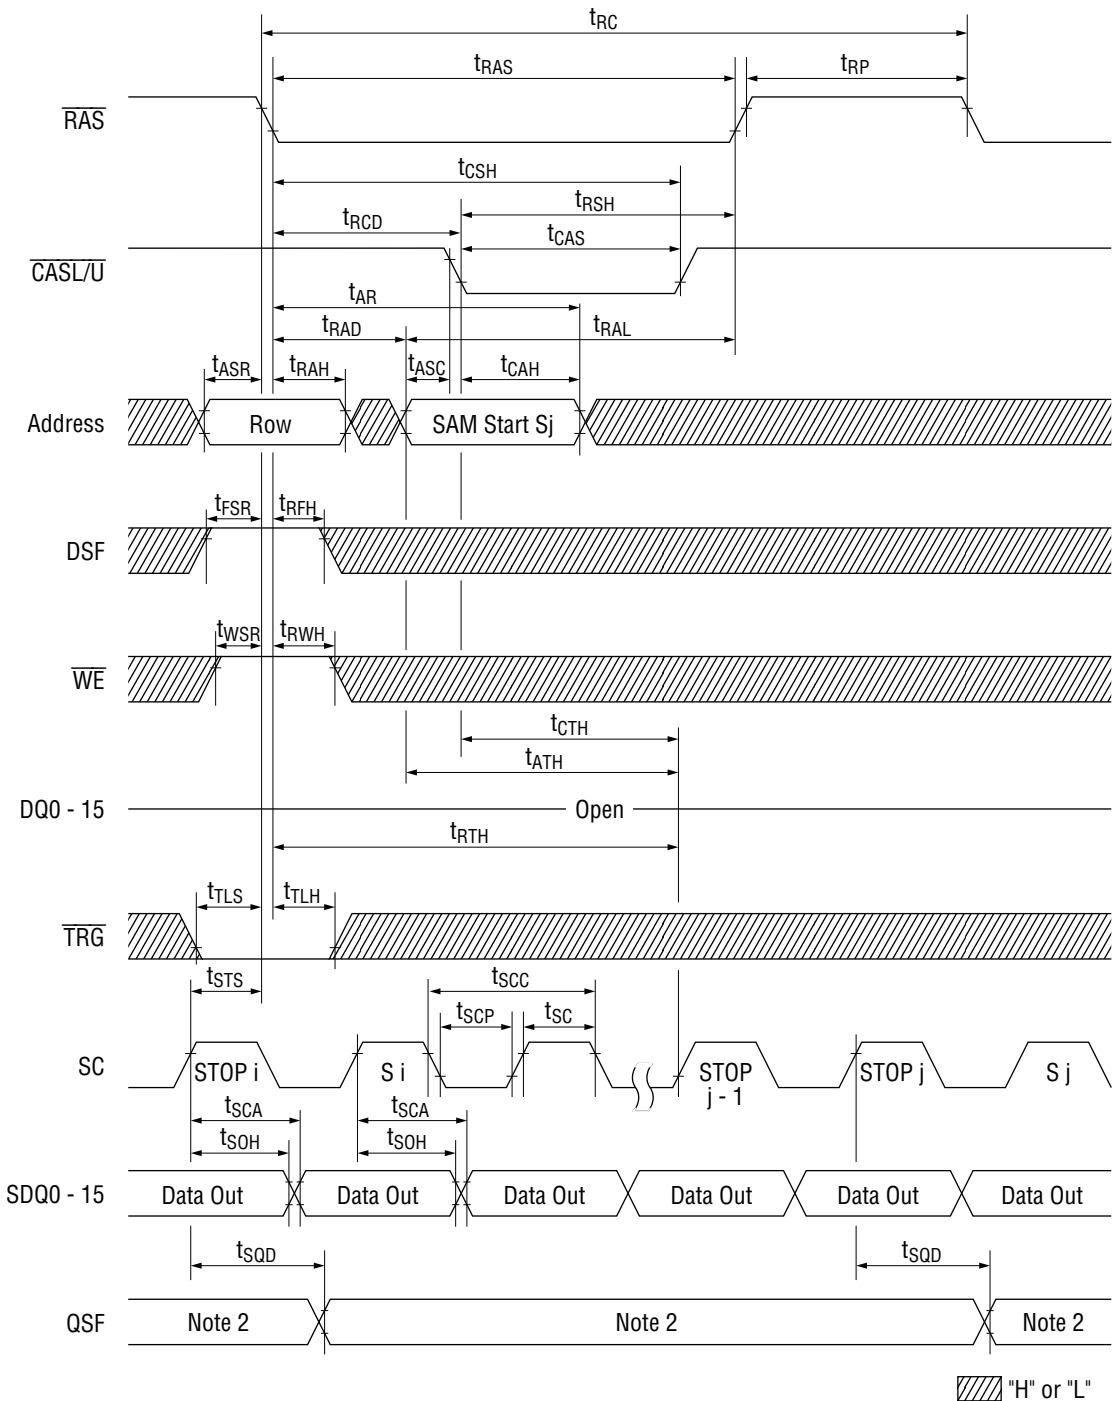 tRC
tRAS
tRP
RAS
tCSH
tRSH
tRCD
tCAS
CASL/U
tAR
tRAD
tRAL
tASR
tRAH
tASC
tCAH
Address
Row
SAM Start Sj
tFSR
tRFH
DSF
tWSR
tRWH
WE
tCTH
tATH
DQ0 - 15
Open
tRTH
tTLS
tTLH
TRG
tSTS
tSCC
tSCP
tSC
SC
STOP i
S i
STOP
j - 1
STOP j
S j
tSCA
tSCA
tSOH
tSOH
SDQ0 - 15
Data Out
Data Out
Data Out
Data Out
Data Out
Data Out
tSQD
tSQD
QSF
Note 2
Note 2
Note 2
"H" or "L"